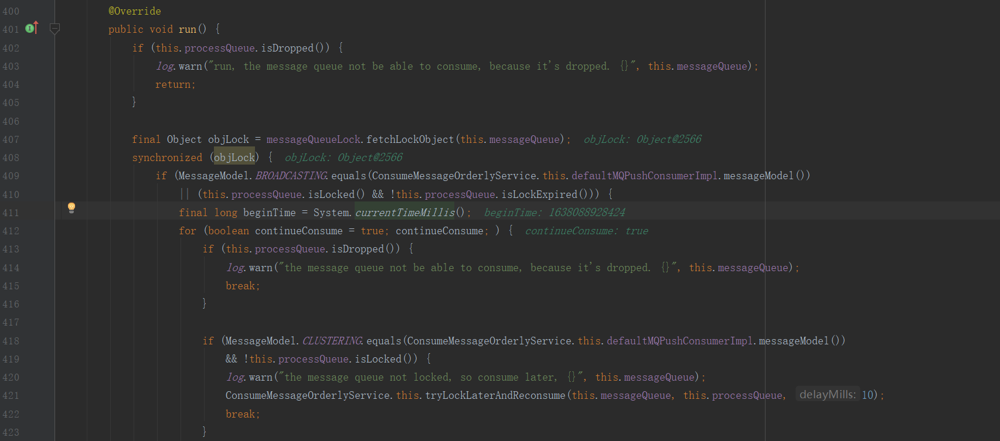 400 @Override
401 public void run() {
402 if (this.processQueue.isDropped()) {
403 log.warn("run, the message queue not be able to consume, because it's dropped. {}", this.messageQueue);
404 return;
405 }
406
407 final Object objLock = messageQueueLock.fetchLockObject(this.messageQueue); objLock: Object@2566
408 synchronized (objLock) { objLock: Object@2566
409 if (MessageModel.BROADCASTING.equals(ConsumeMessageOrderlyService.this.defaultMQPushConsumerImpl.messageModel())
410 || (this.processQueue.isLocked() && !this.processQueue.isLockExpired())) {
411 final long beginTime = System.currentTimeMillis(); beginTime: 1638088928424
412 for (boolean continueConsume = true; continueConsume; ) { continueConsume: true
413 if (this.processQueue.isDropped()) {
414 log.warn("the message queue not be able to consume, because it's dropped. {}", this.messageQueue);
415 break;
416 }
417
418 if (MessageModel.CLUSTERING.equals(ConsumeMessageOrderlyService.this.defaultMQPushConsumerImpl.messageModel())
419 && !this.processQueue.isLocked()) {
420 log.warn("the message queue not locked, so consume later, {}", this.messageQueue);
421 ConsumeMessageOrderlyService.this.tryLockLaterAndReconsume(this.messageQueue, this.processQueue, delayMills: 10);
422 break;
423 }